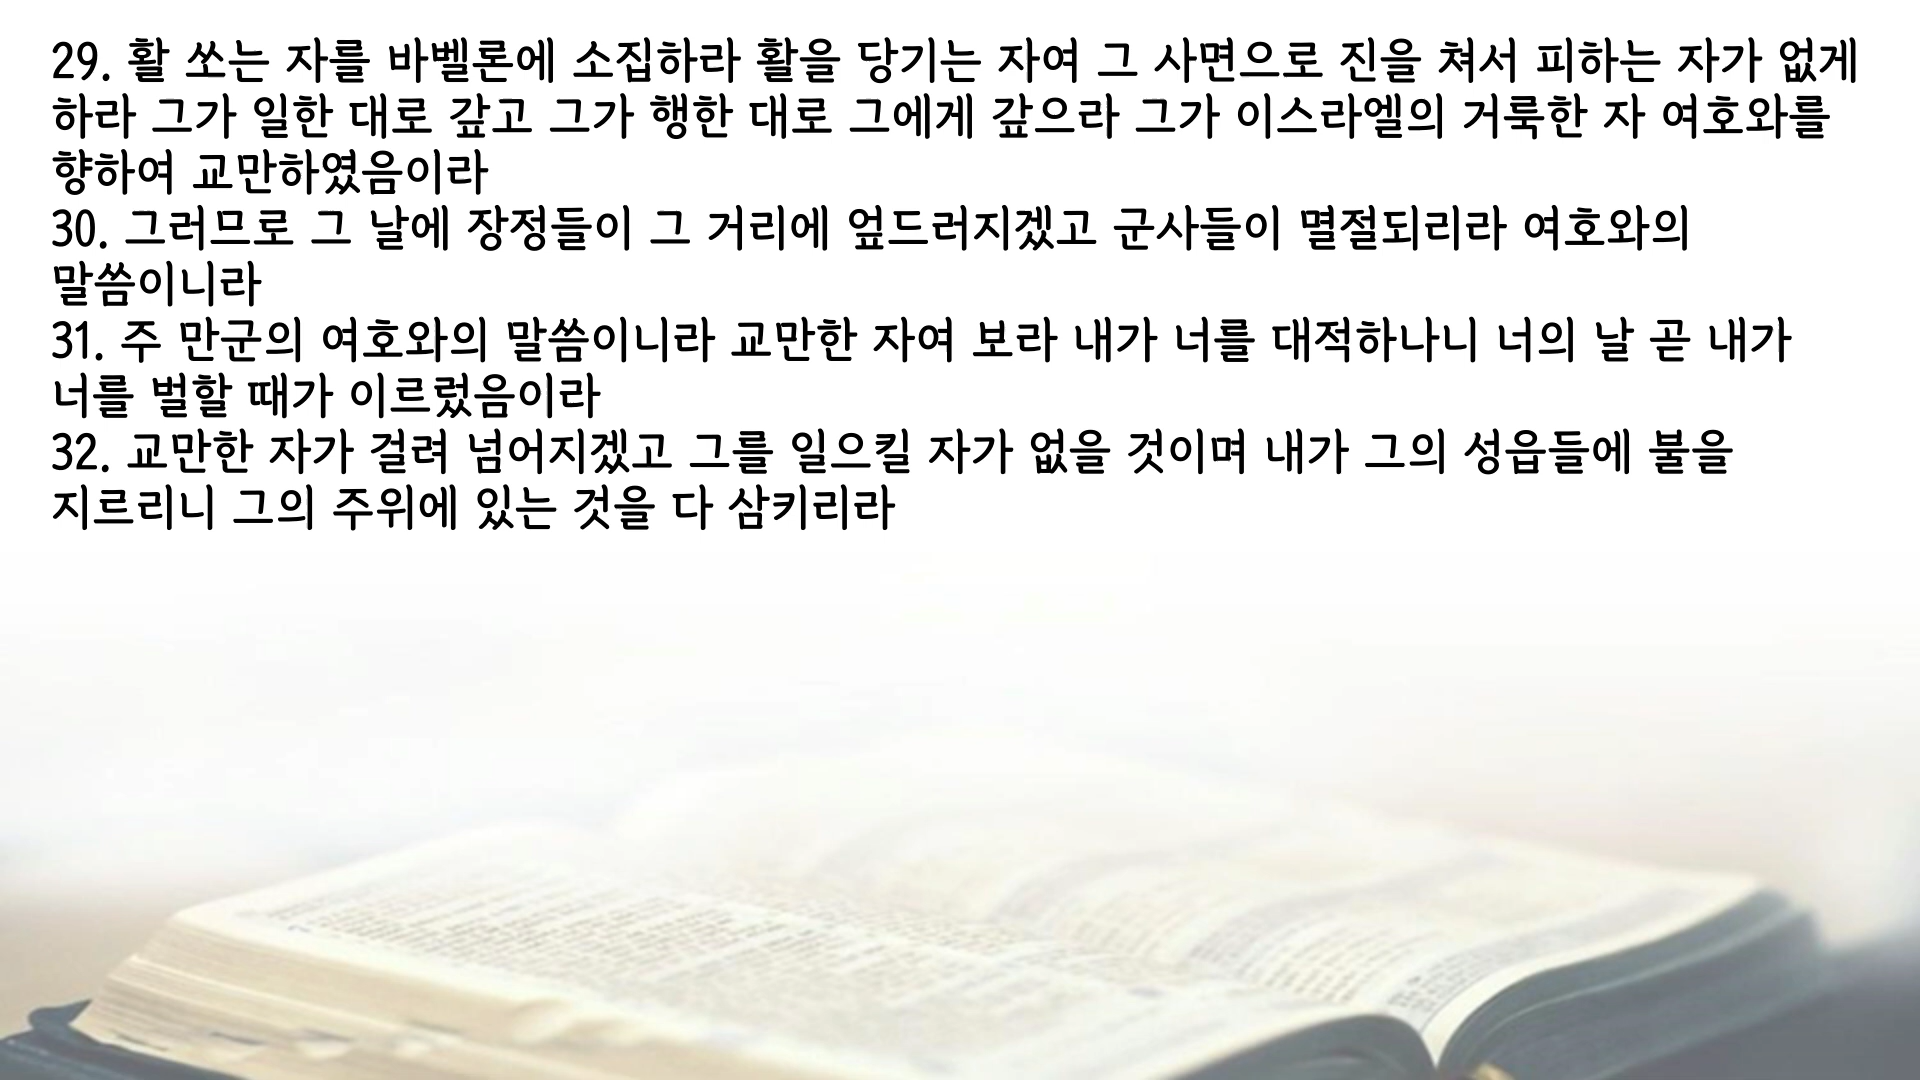 29. 활 쏘는 자를 바벨론에 소집하라 활을 당기는 자여 그 사면으로 진을 쳐서 피하는 자가 없게
하라 그가 일한 대로 갚고 그가 행한 대로 그에게 갚으라 그가 이스라엘의 거룩한 자 여호와를
향하여 교만하였음이라
30. 그러므로 그 날에 장정들이 그 거리에 엎드러지겠고 군사들이 멸절되리라 여호와의
말씀이니라
31. 주 만군의 여호와의 말씀이니라 교만한 자여 보라 내가 너를 대적하나니 너의 날 곧 내가
너를 벌할 때가 이르렀음이라
32. 교만한 자가 걸려 넘어지겠고 그를 일으킬 자가 없을 것이며 내가 그의 성읍들에 불을
지르리니 그의 주위에 있는 것을 다 삼키리라